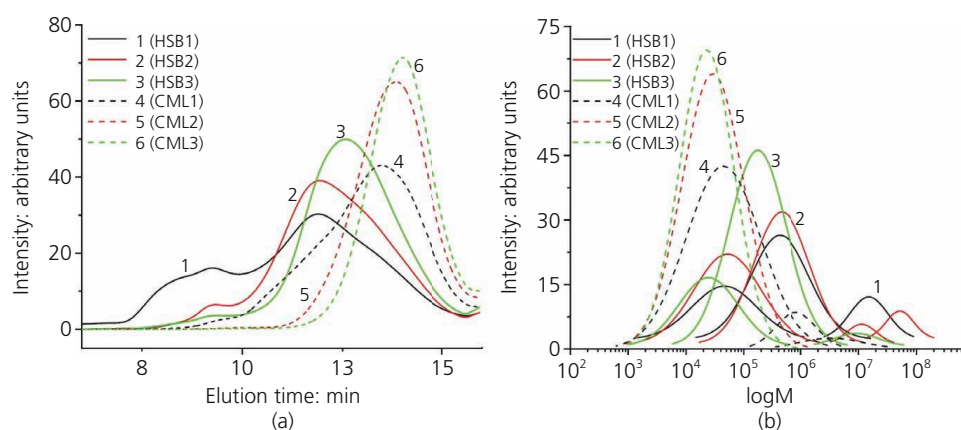 80
60
40
20
0
8
10
13
15
Intensity: arbitrary units
Elution time: min
(a)
1 (HSB1)
2 (HSB2)
3 (HSB3)
4 (CML1)
5 (CML2)
6 (CML3)
1
2
3
4
5
6
75
60
45
30
15
0
10²
10³
10⁴
10⁵
10⁶
10⁷
10⁸
Intensity: arbitrary units
logM
(b)
1 (HSB1)
2 (HSB2)
3 (HSB3)
4 (CML1)
5 (CML2)
6 (CML3)
6
5
4
3
2
1